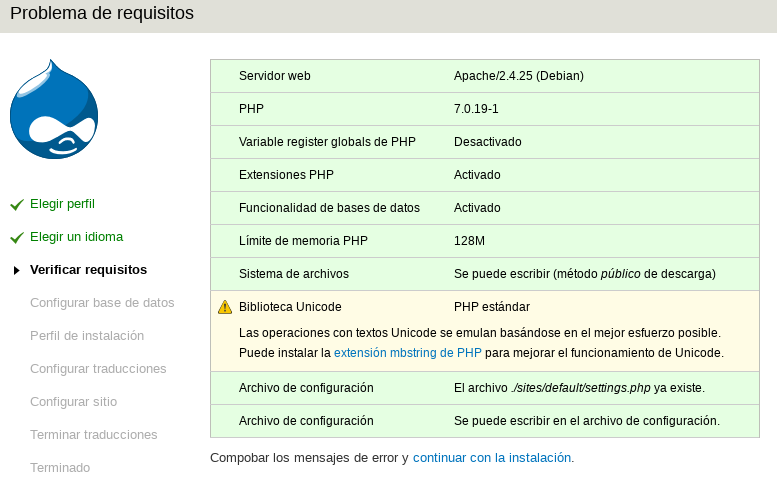 Problema de requisitos
Elegir perfil
Elegir un idioma
Verificar requisitos
Configurar base de datos
Perfil de instalación
Configurar traducciones
Configurar sitio
Terminar traducciones
Terminado
Servidor web Apache/2.4.25 (Debian)
PHP 7.0.19-1
Variable register globals de PHP Desactivado
Extensiones PHP Activado
Funcionalidad de bases de datos Activado
Límite de memoria PHP 128M
Sistema de archivos Se puede escribir (método público de descarga)
Biblioteca Unicode PHP estándar
Las operaciones con textos Unicode se emulan basándose en el mejor esfuerzo posible.
Puede instalar la extensión mbstring de PHP para mejorar el funcionamiento de Unicode.
Archivo de configuración El archivo ./sites/default/settings.php ya existe.
Archivo de configuración Se puede escribir en el archivo de configuración.
Compobar los mensajes de error y continuar con la instalación.